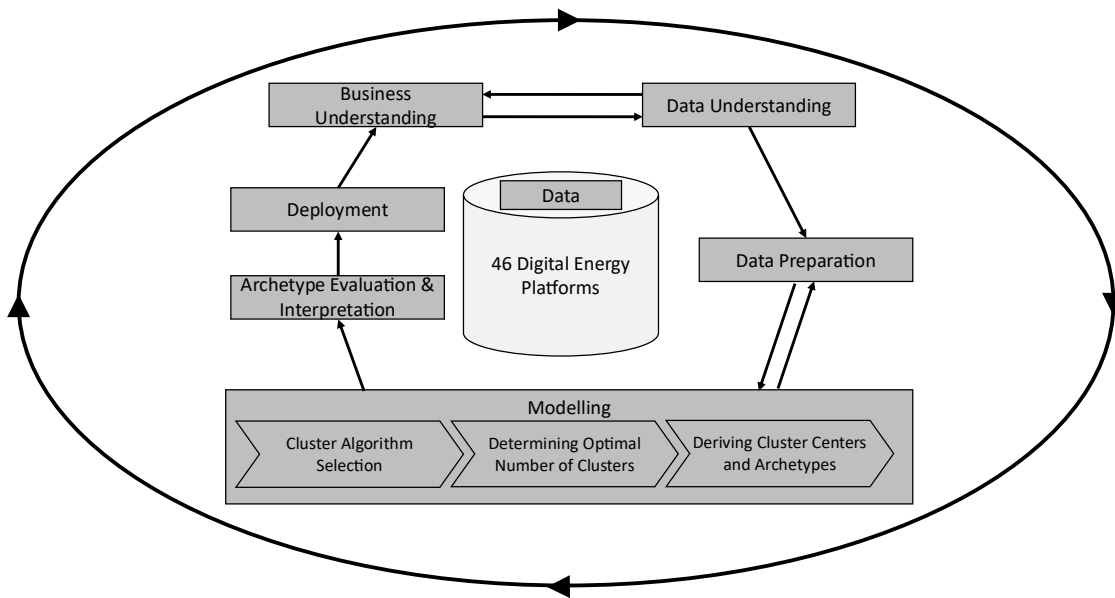 Business
Understanding
Data Understanding
Deployment
Data
46 Digital Energy
Platforms
Data Preparation
Archetype Evaluation &
Interpretation
Modelling
Cluster Algorithm
Selection
Determining Optimal
Number of Clusters
Deriving Cluster Centers
and Archetypes